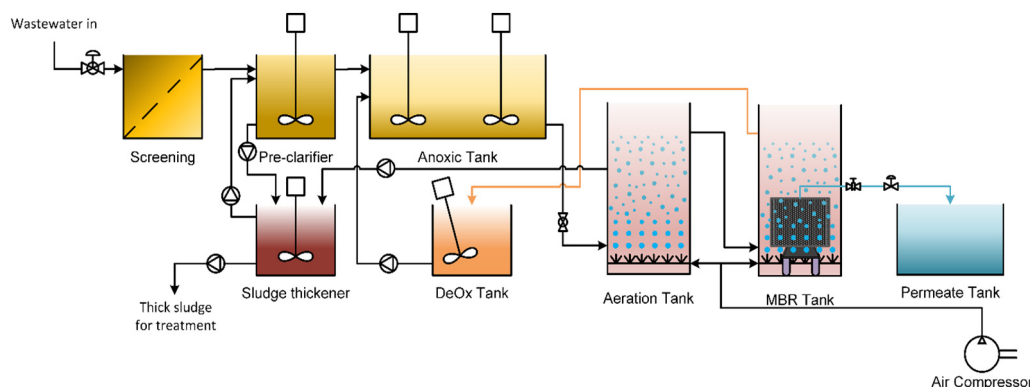 Wastewater in
Screening
Pre-clarifier
Anoxic Tank
Sludge thickener
DeOx Tank
Aeration Tank
MBR Tank
Permeate Tank
Thick sludge
for treatment
Air Compressor